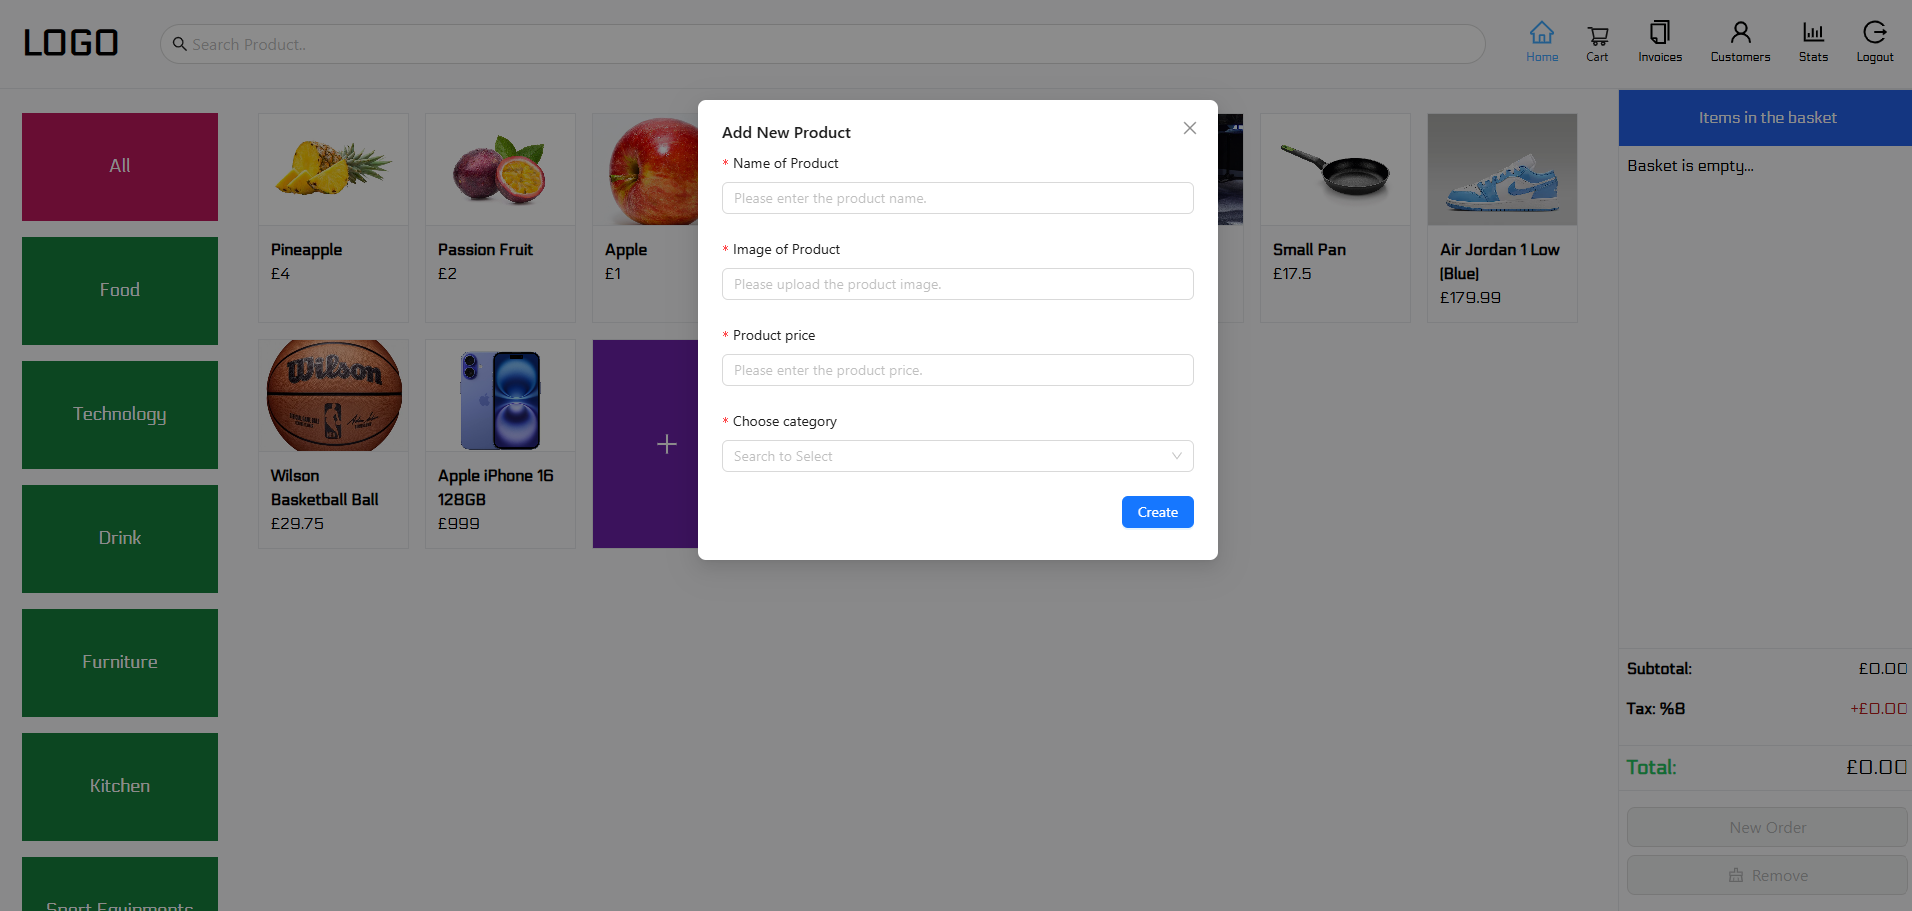 LOGO
Search Product..
Home
Cart
Invoices
Customers
Stats
Logout
All
Food
Technology
Drink
Furniture
Kitchen
Sport Equipments
Pineapple
£4
Passion Fruit
£2
Apple
£1
Small Pan
£17.5
Air Jordan 1 Low
(Blue)
£179.99
Wilson
Wilson
Basketball Ball
£29.75
Apple iPhone 16
128GB
£999
Add New Product
* Name of Product
Please enter the product name.
* Image of Product
Please upload the product image.
* Product price
Please enter the product price.
* Choose category
Search to Select
Create
Items in the basket
Basket is empty...
Subtotal:
£0.00
Tax: %8
+£0.00
Total:
£0.00
New Order
Remove